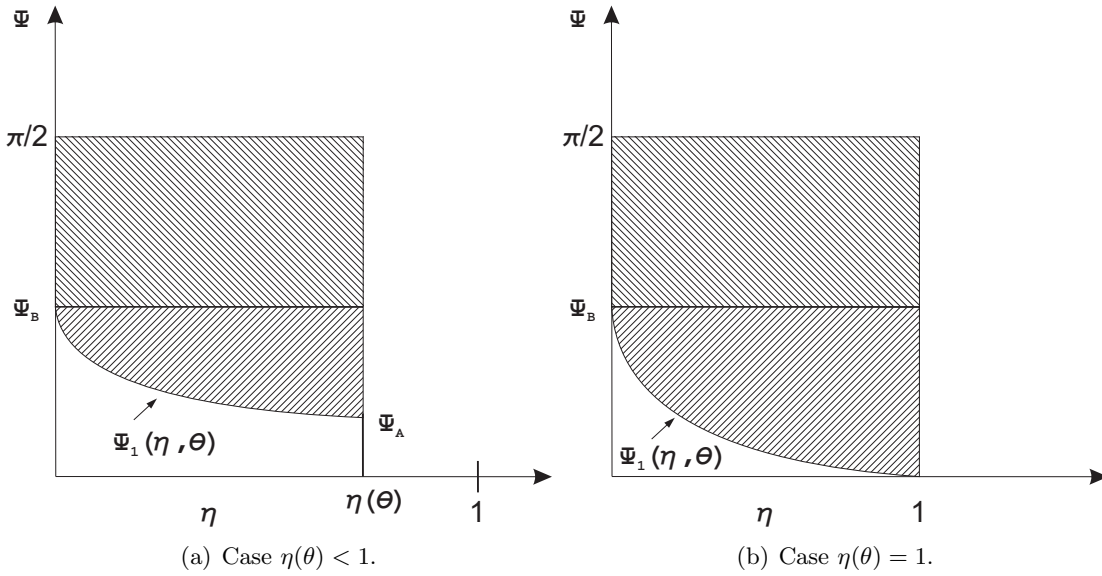 Ψ
π/2
Ψ_B
Ψ_1(η,θ)
Ψ_A
η
η(θ)
1
(a) Case η(θ) < 1.
Ψ
π/2
Ψ_B
Ψ_1(η,θ)
η
1
(b) Case η(θ) = 1.